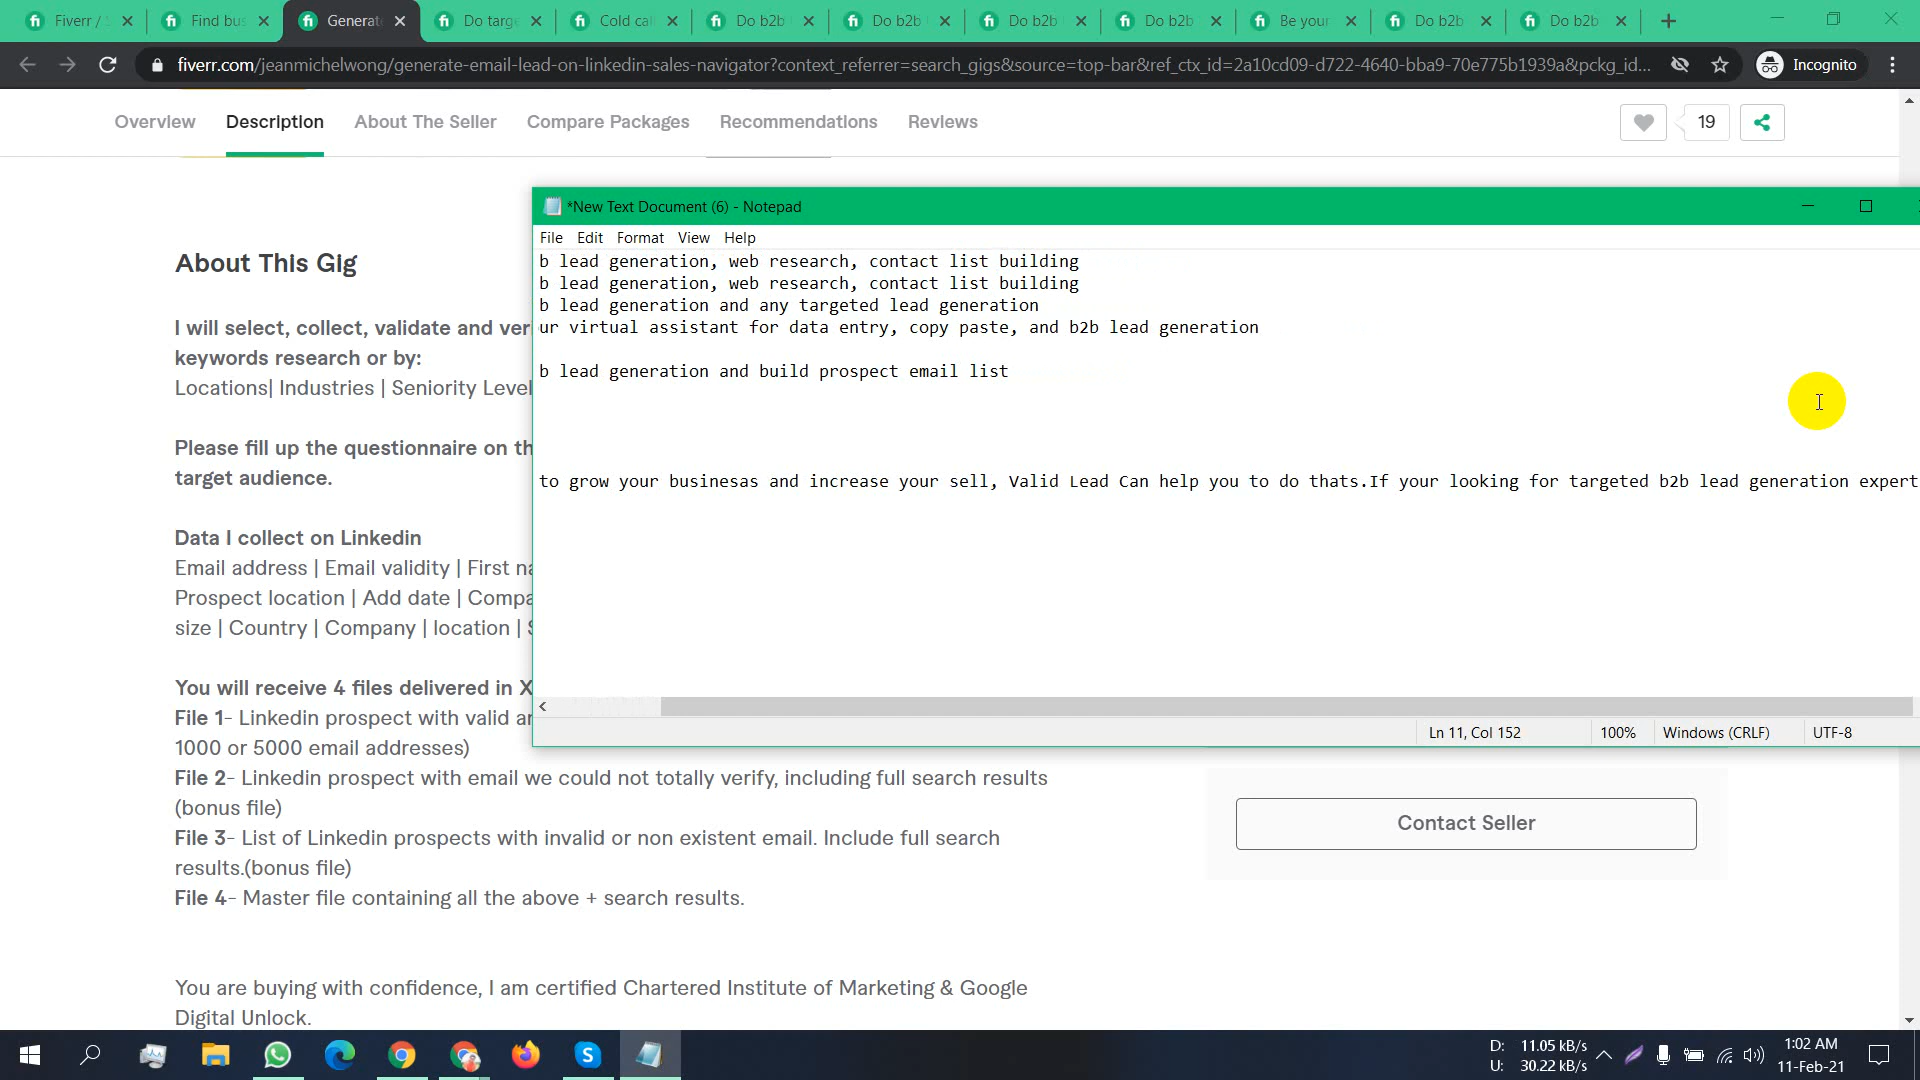 Fiverr /
Find bus
Generate
Do targe
Cold cal
Do b2b
Do b2b
Do b2b
Do b2b
Be your
Do b2b
Do b2b
fiverr.com/jeanmichelwong/generate-email-lead-on-linkedin-sales-navigator?context_referrer=search_gigs&source=top-bar&ref_ctx_id=2a10cd09-d722-4640-bba9-70e775b1939a&pckg_id...
Incognito
Overview Description About The Seller Compare Packages Recommendations Reviews
19
*New Text Document (6) - Notepad
File Edit Format View Help
b lead generation, web research, contact list building
b lead generation, web research, contact list building
b lead generation and any targeted lead generation
ur virtual assistant for data entry, copy paste, and b2b lead generation
b lead generation and build prospect email list
to grow your businesas and increase your sell, Valid Lead Can help you to do thats.If your looking for targeted b2b lead generation expert
Ln 11, Col 152
100%
Windows (CRLF)
UTF-8
About This Gig
I will select, collect, validate and ver
keywords research or by:
Locations| Industries | Seniority Level
Please fill up the questionnaire on th
target audience.
Data I collect on Linkedin
Email address | Email validity | First na
Prospect location | Add date | Compa
size | Country | Company | location |
You will receive 4 files delivered in X
File 1- Linkedin prospect with valid an
1000 or 5000 email addresses)
File 2- Linkedin prospect with email we could not totally verify, including full search results
(bonus file)
File 3- List of Linkedin prospects with invalid or non existent email. Include full search
results.(bonus file)
File 4- Master file containing all the above + search results.
You are buying with confidence, I am certified Chartered Institute of Marketing & Google
Digital Unlock.
Contact Seller
D: 11.05 kB/s
U: 30.22 kB/s
1:02 AM
11-Feb-21